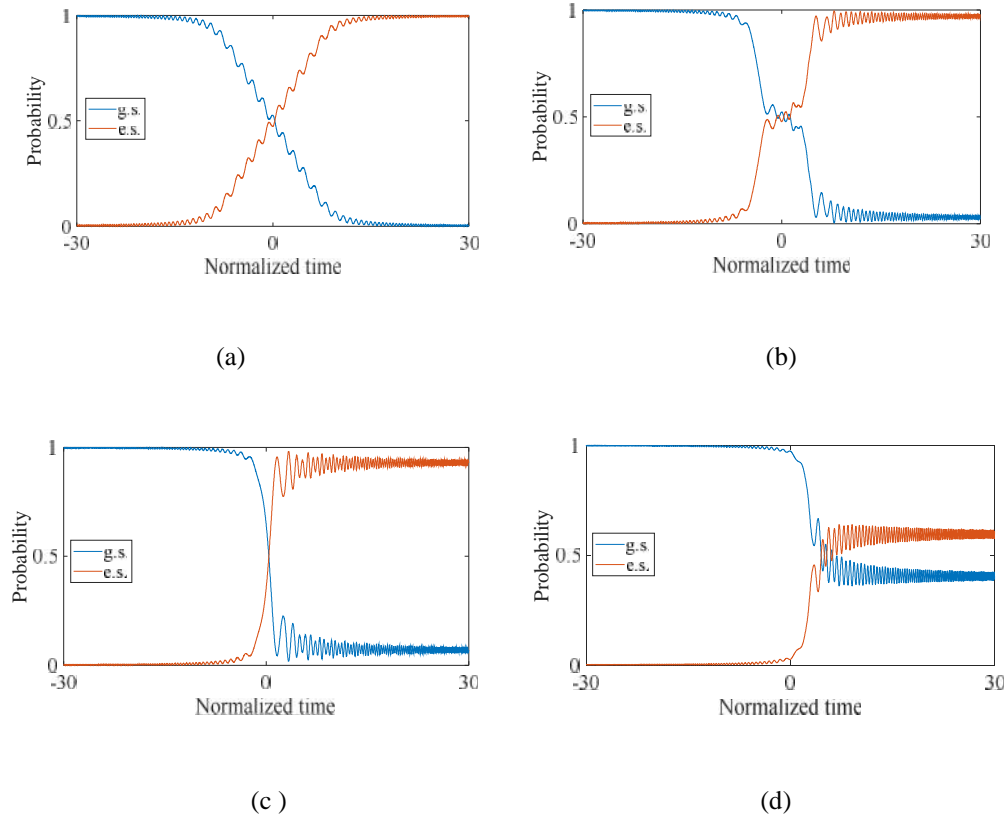 1
0.5
0
Probability
g.s.
e.s.
-30
0
30
Normalized time
(a)
1
0.5
0
Probability
g.s.
e.s.
-30
0
30
Normalized time
(b)
1
0.5
0
Probability
g.s.
e.s.
-30
0
30
Normalized time
(c )
1
0.5
0
Probability
g.s.
e.s.
-30
0
30
Normalized time
(d)